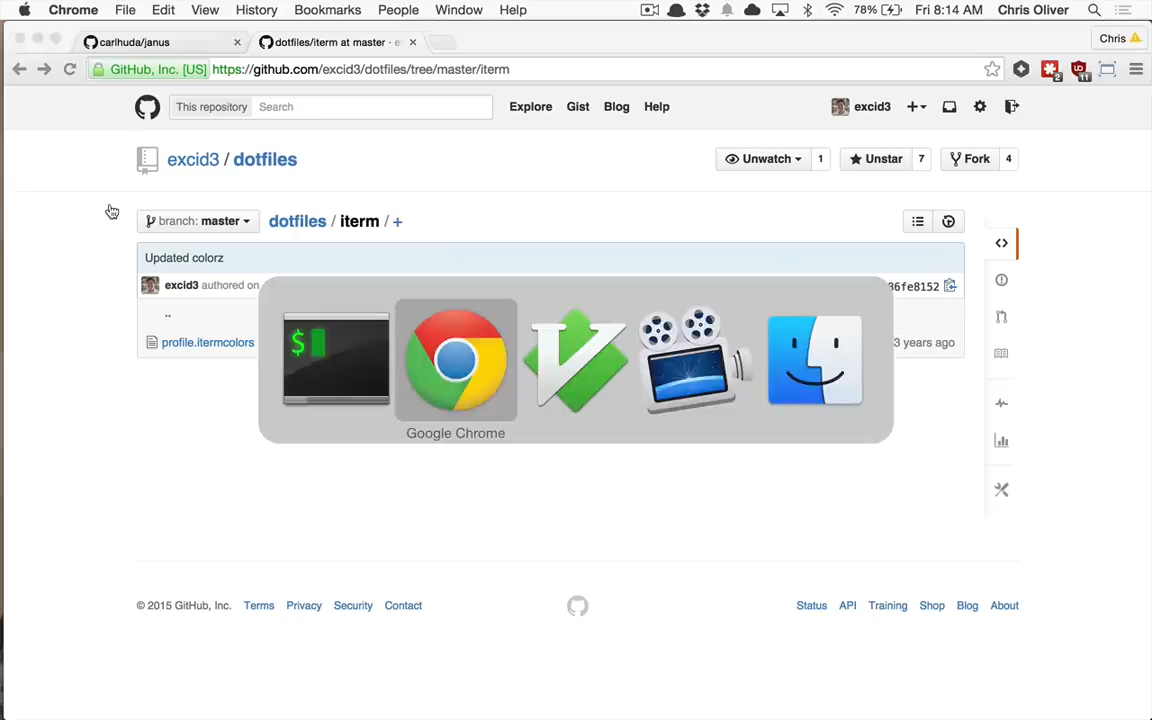 Chrome File Edit View History Bookmarks People Window Help 78% Fri 8:14 AM Chris Oliver
carlhuda/janus dotfiles/iterm at master · e Chris
GitHub, Inc. [US] https://github.com/excid3/dotfiles/tree/master/iterm 2 11
This repository Search Explore Gist Blog Help excid3
excid3 / dotfiles Unwatch 1 Unstar 7 Fork 4
branch: master dotfiles / iterm / +
Updated colorz
excid3 authored on 36fe8152
..
profile.itermcolors 3 years ago
$
Google Chrome
© 2015 GitHub, Inc. Terms Privacy Security Contact Status API Training Shop Blog About